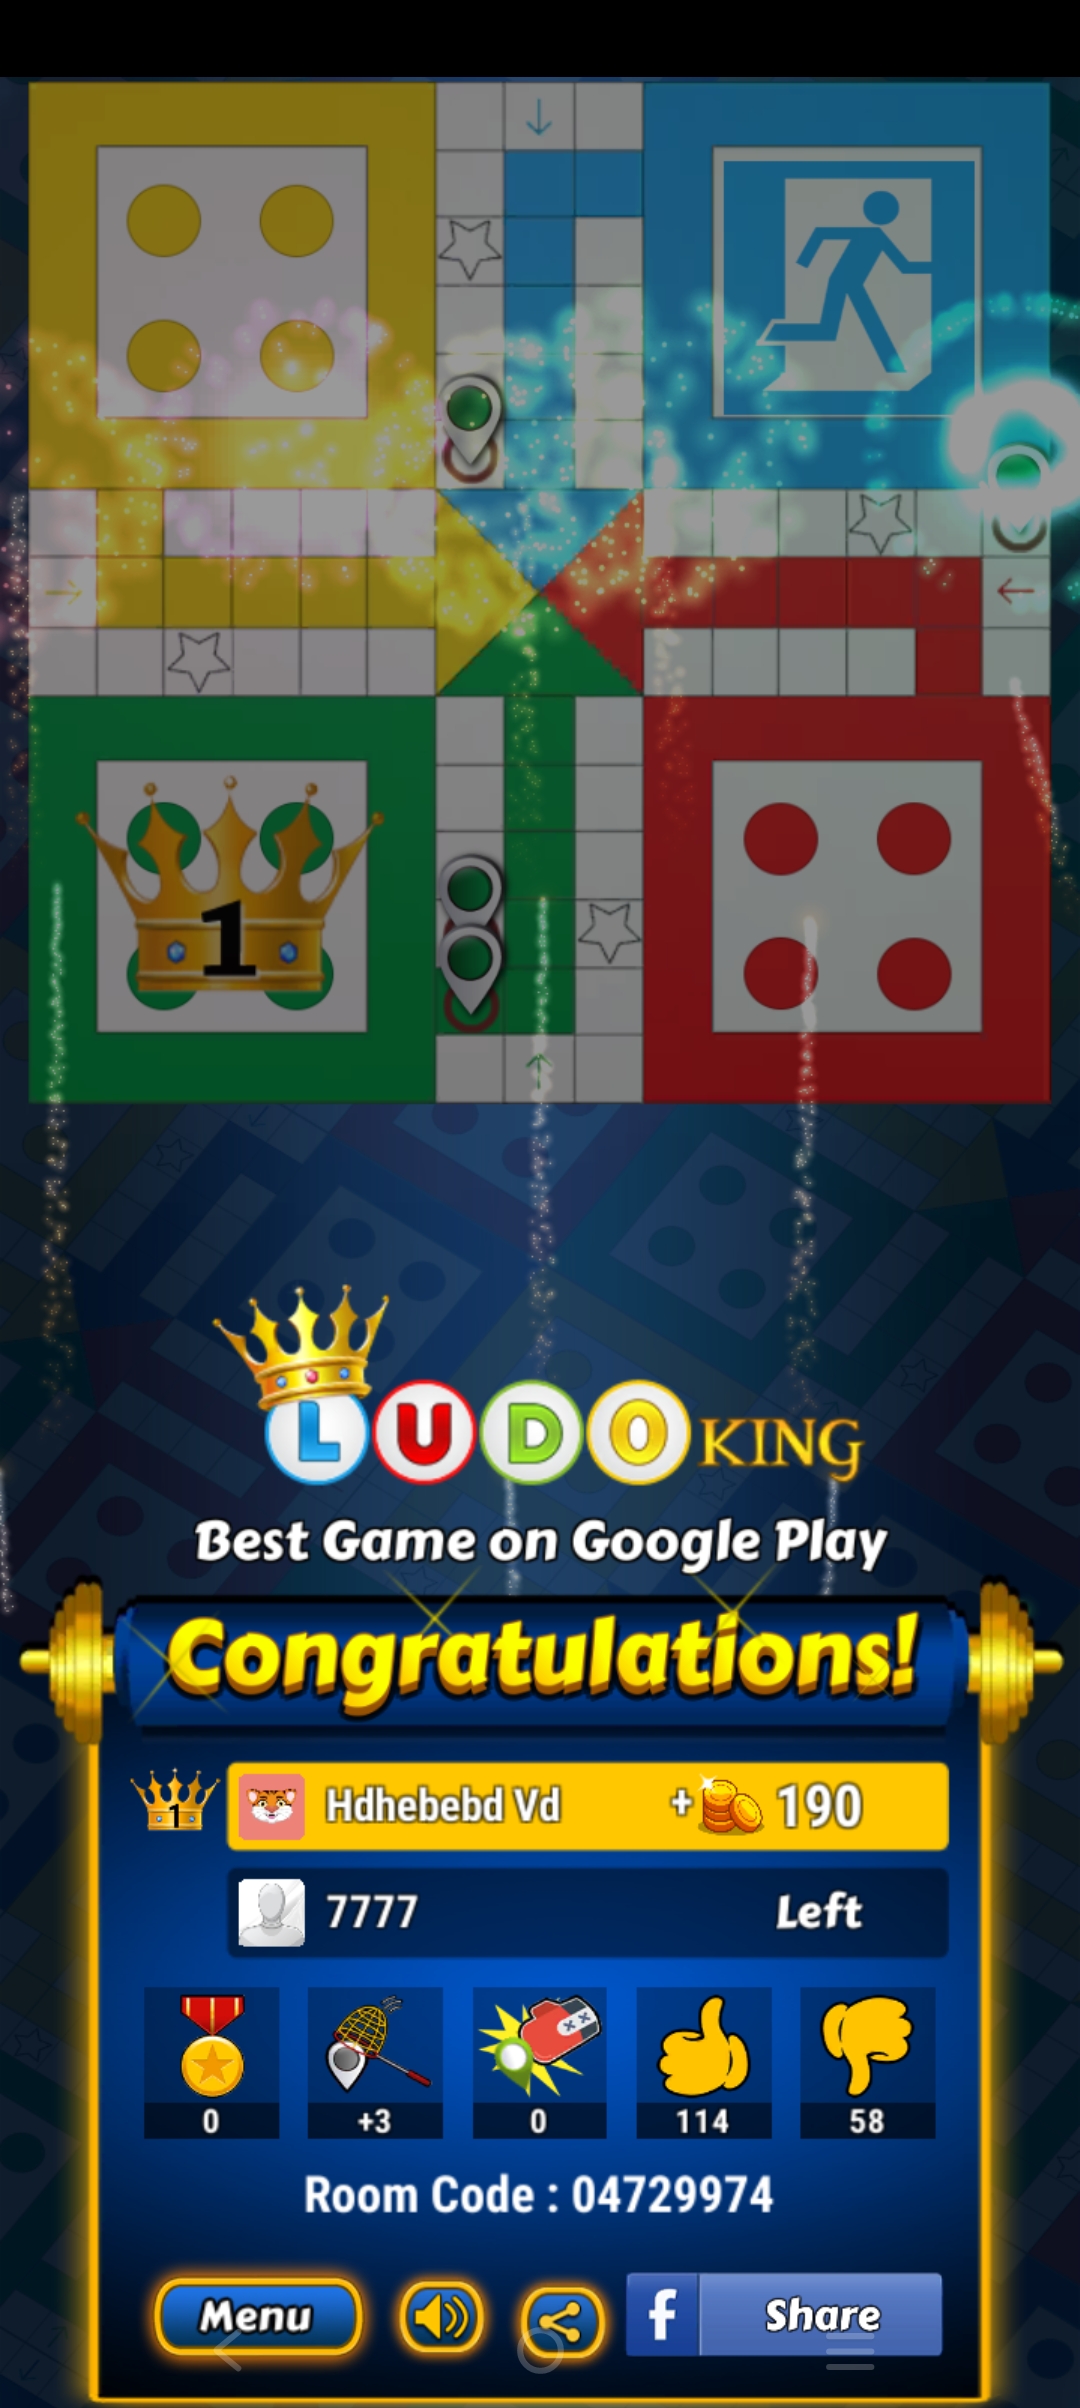 1
LUDO KING
Best Game on Google Play
Congratulations!
1 Hdhebebd Vd + 190
7777 Left
0 +3 0 114 58
Room Code : 04729974
Menu f Share